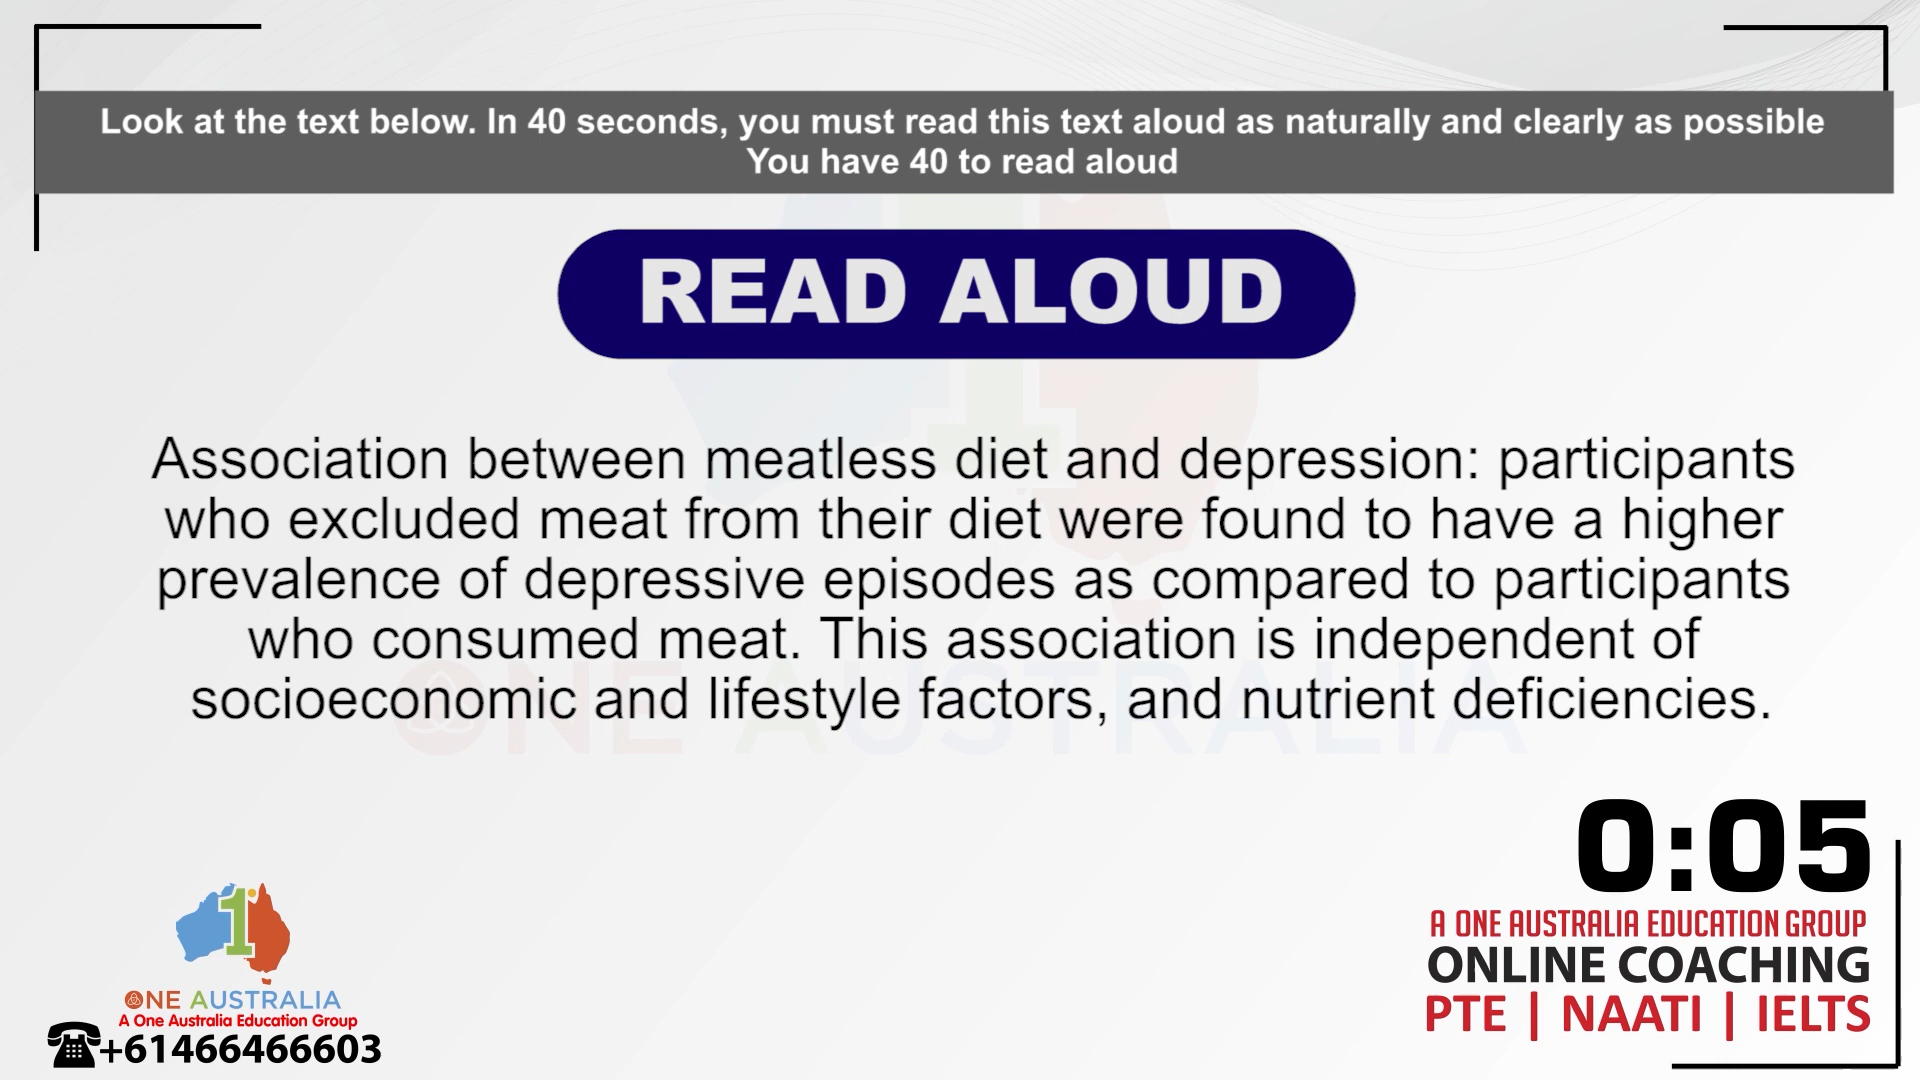 Look at the text below. In 40 seconds, you must read this text aloud as naturally and clearly as possible
You have 40 to read aloud
READ ALOUD
Association between meatless diet and depression: participants
who excluded meat from their diet were found to have a higher
prevalence of depressive episodes as compared to participants
who consumed meat. This association is independent of
socioeconomic and lifestyle factors, and nutrient deficiencies.
ONE AUSTRALIA
0:05
A ONE AUSTRALIA EDUCATION GROUP
ONLINE COACHING
PTE | NAATI | IELTS
1
ONE AUSTRALIA
A One Australia Education Group
+61466466603